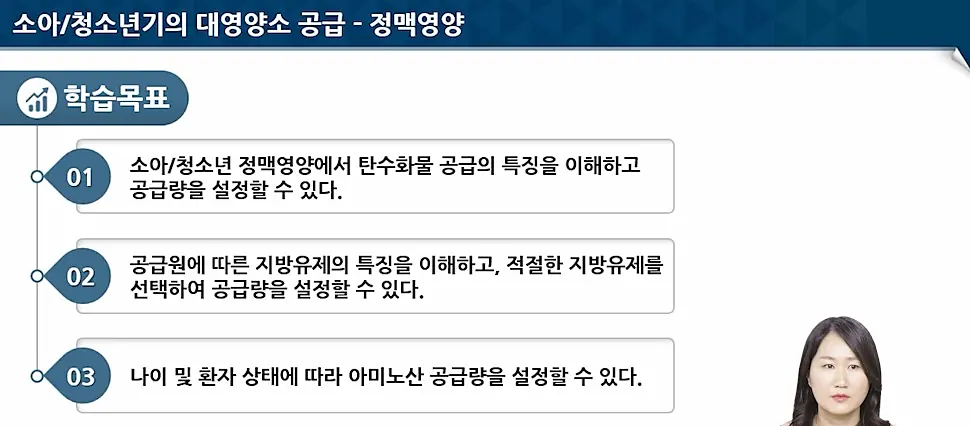 소아/청소년기의 대영양소 공급 - 정맥영양
학습목표
01
소아/청소년 정맥영양에서 탄수화물 공급의 특징을 이해하고
공급량을 설정할 수 있다.
02
공급원에 따른 지방유제의 특징을 이해하고, 적절한 지방유제를
선택하여 공급량을 설정할 수 있다.
03
나이 및 환자 상태에 따라 아미노산 공급량을 설정할 수 있다.